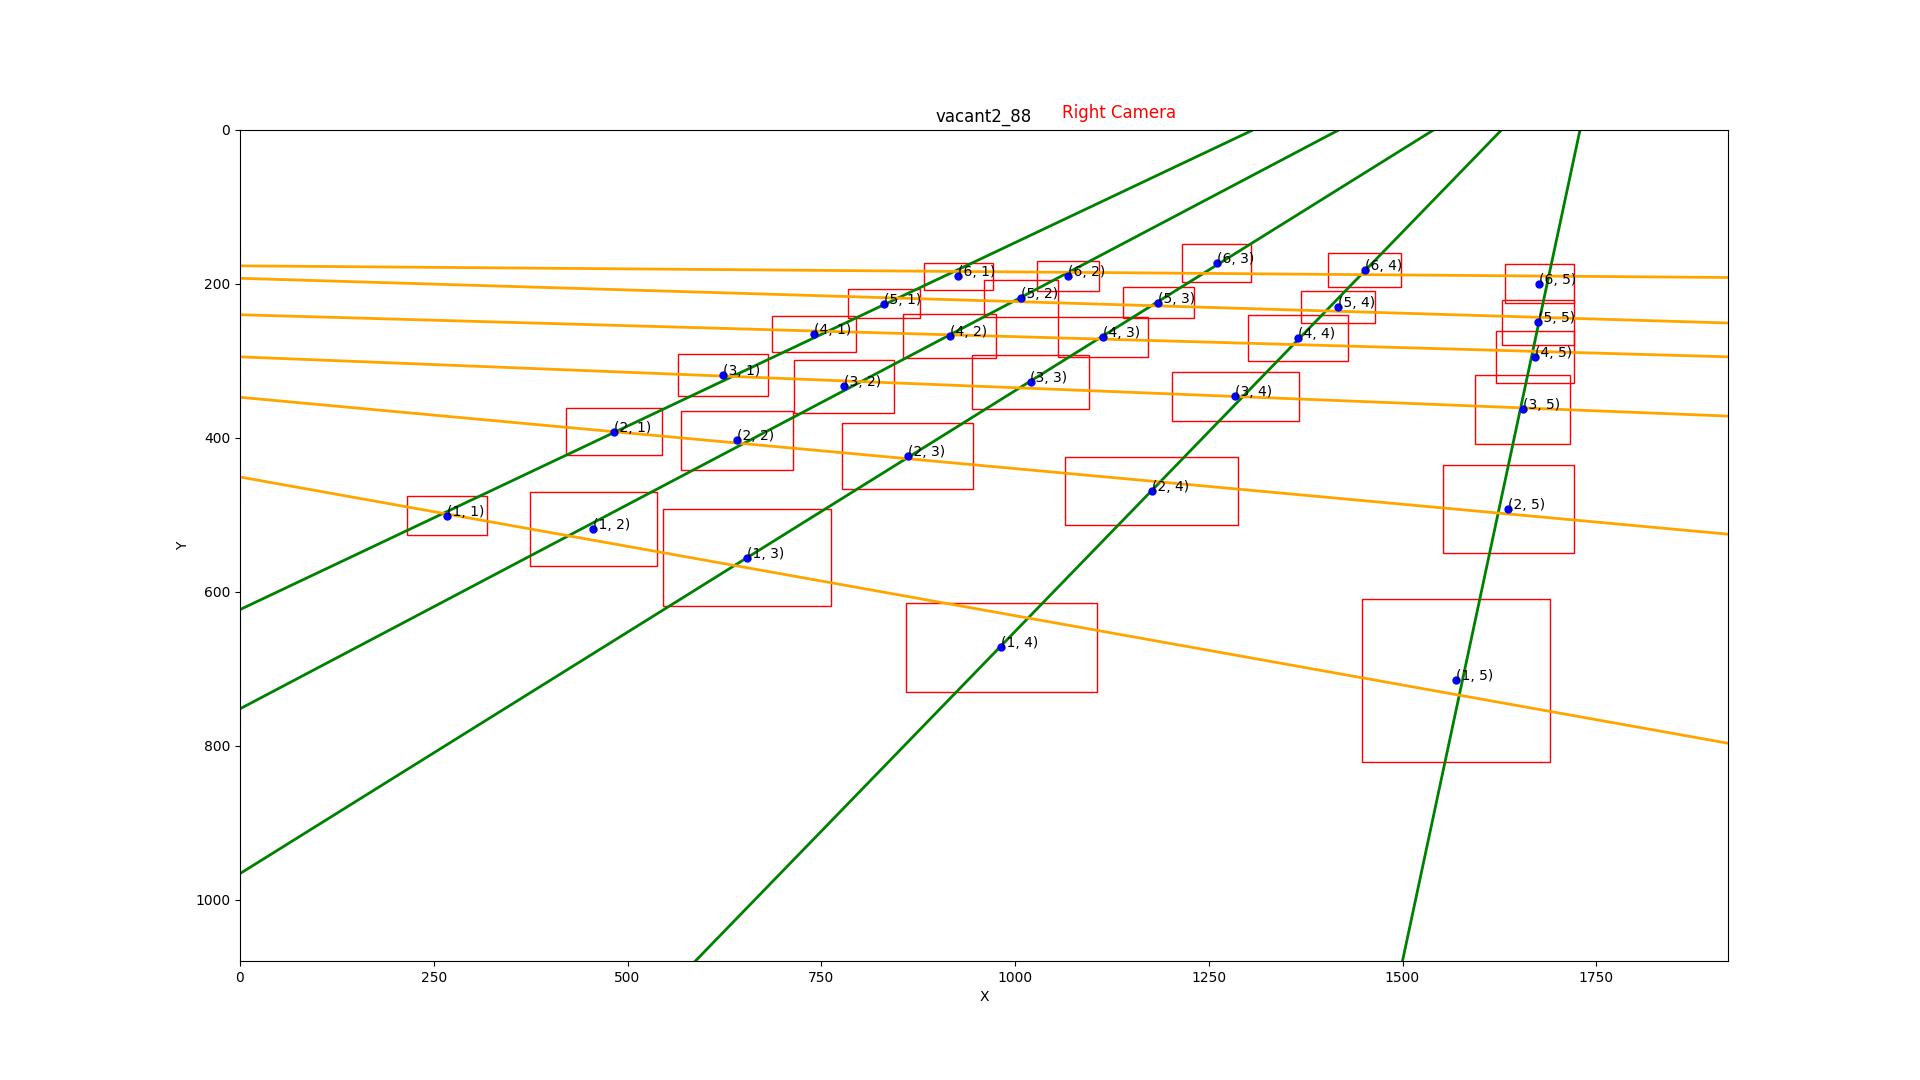 vacant2_88 Right Camera
0
(6, 3)
(6, 1) (6, 2) (6, 4) (6, 5)
200
(5, 1) (5, 2) (5, 3) (5, 4) (5, 5)
(4, 1) (4, 2) (4, 3) (4, 4) (4, 5)
(3, 1) (3, 2) (3, 3) (3, 4) (3, 5)
400
(2, 1) (2, 2) (2, 3) (2, 4) (2, 5)
(1, 1) (1, 2) (1, 3) (1, 4) (1, 5)
Y
600
800
1000
0 250 500 750 1000 1250 1500 1750
X